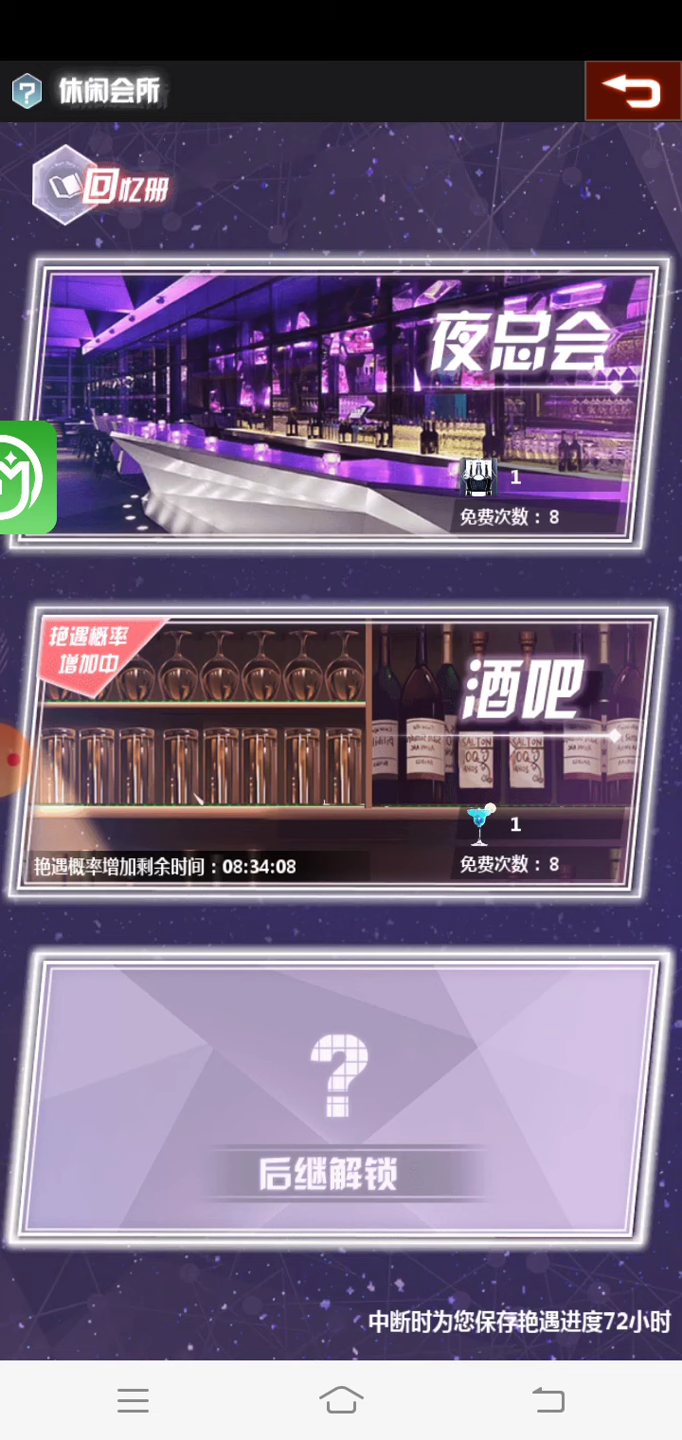 休闲会所
回忆册
夜总会
1
免费次数：8
艳遇概率
增加中
酒吧
1
免费次数：8
艳遇概率增加剩余时间：08:34:08
?
后继解锁
中断时为您保存艳遇进度72小时